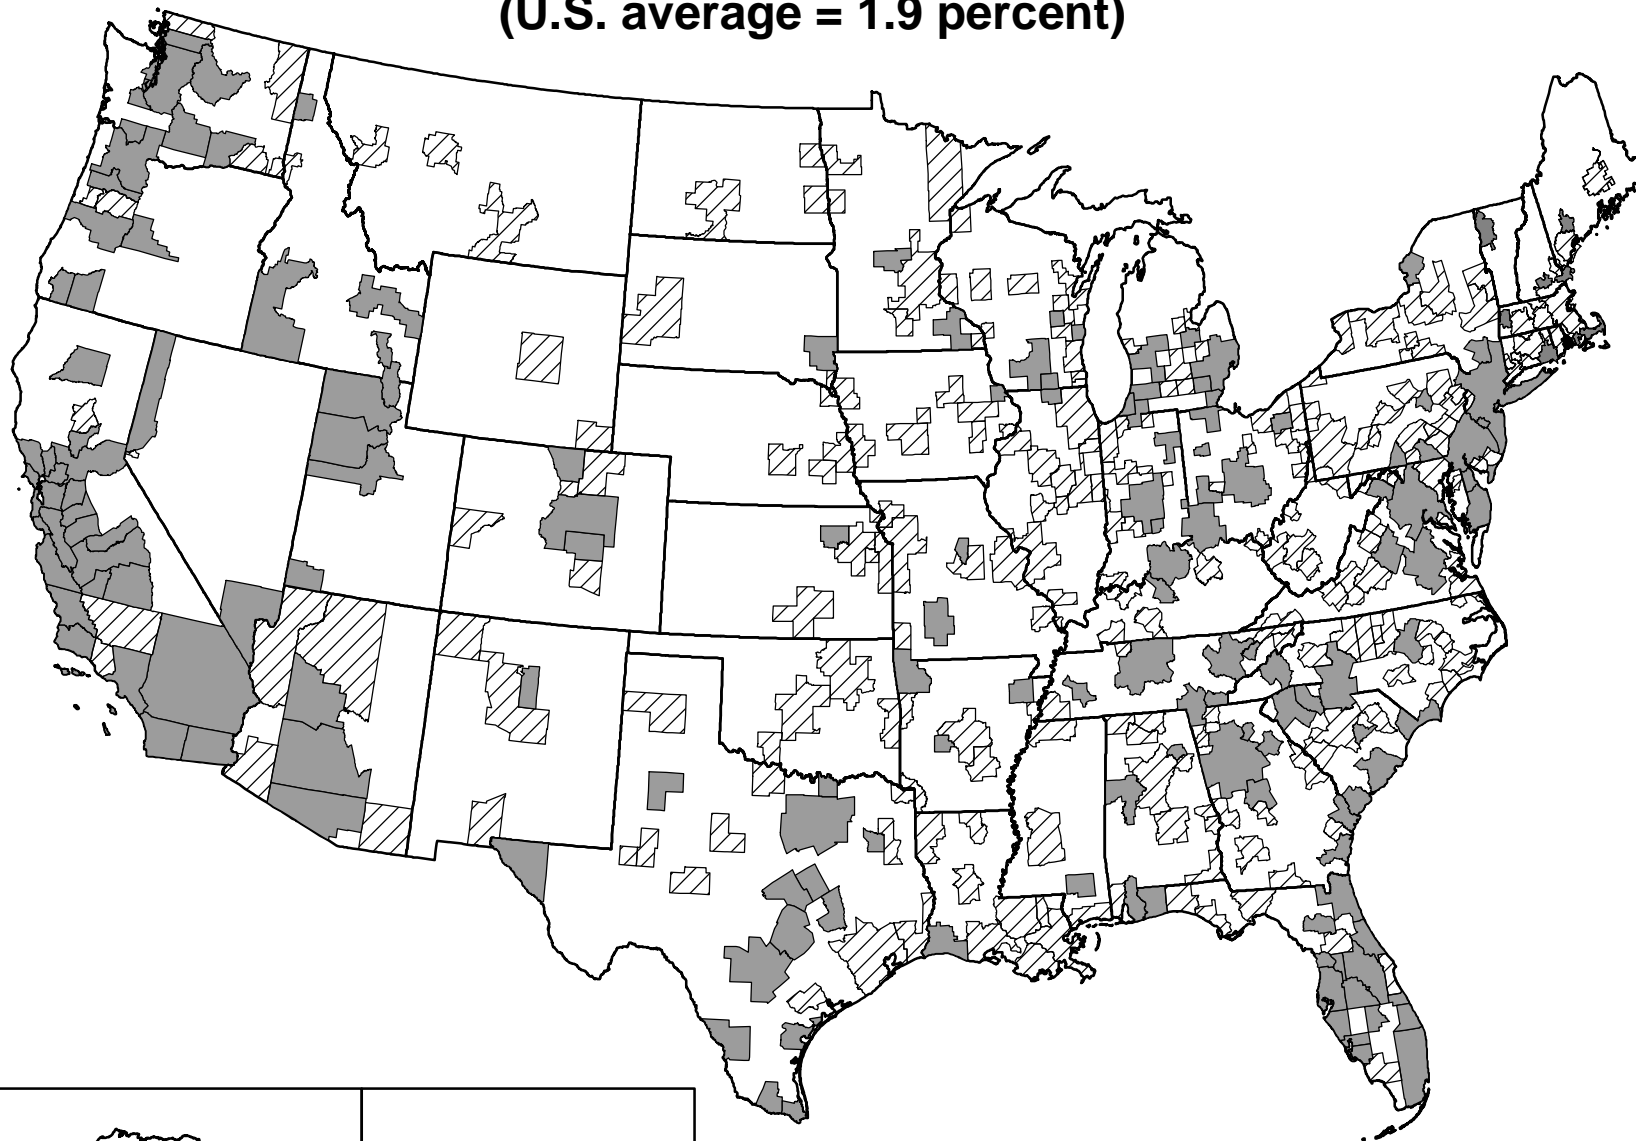 (U.S. average = 1.9 percent)